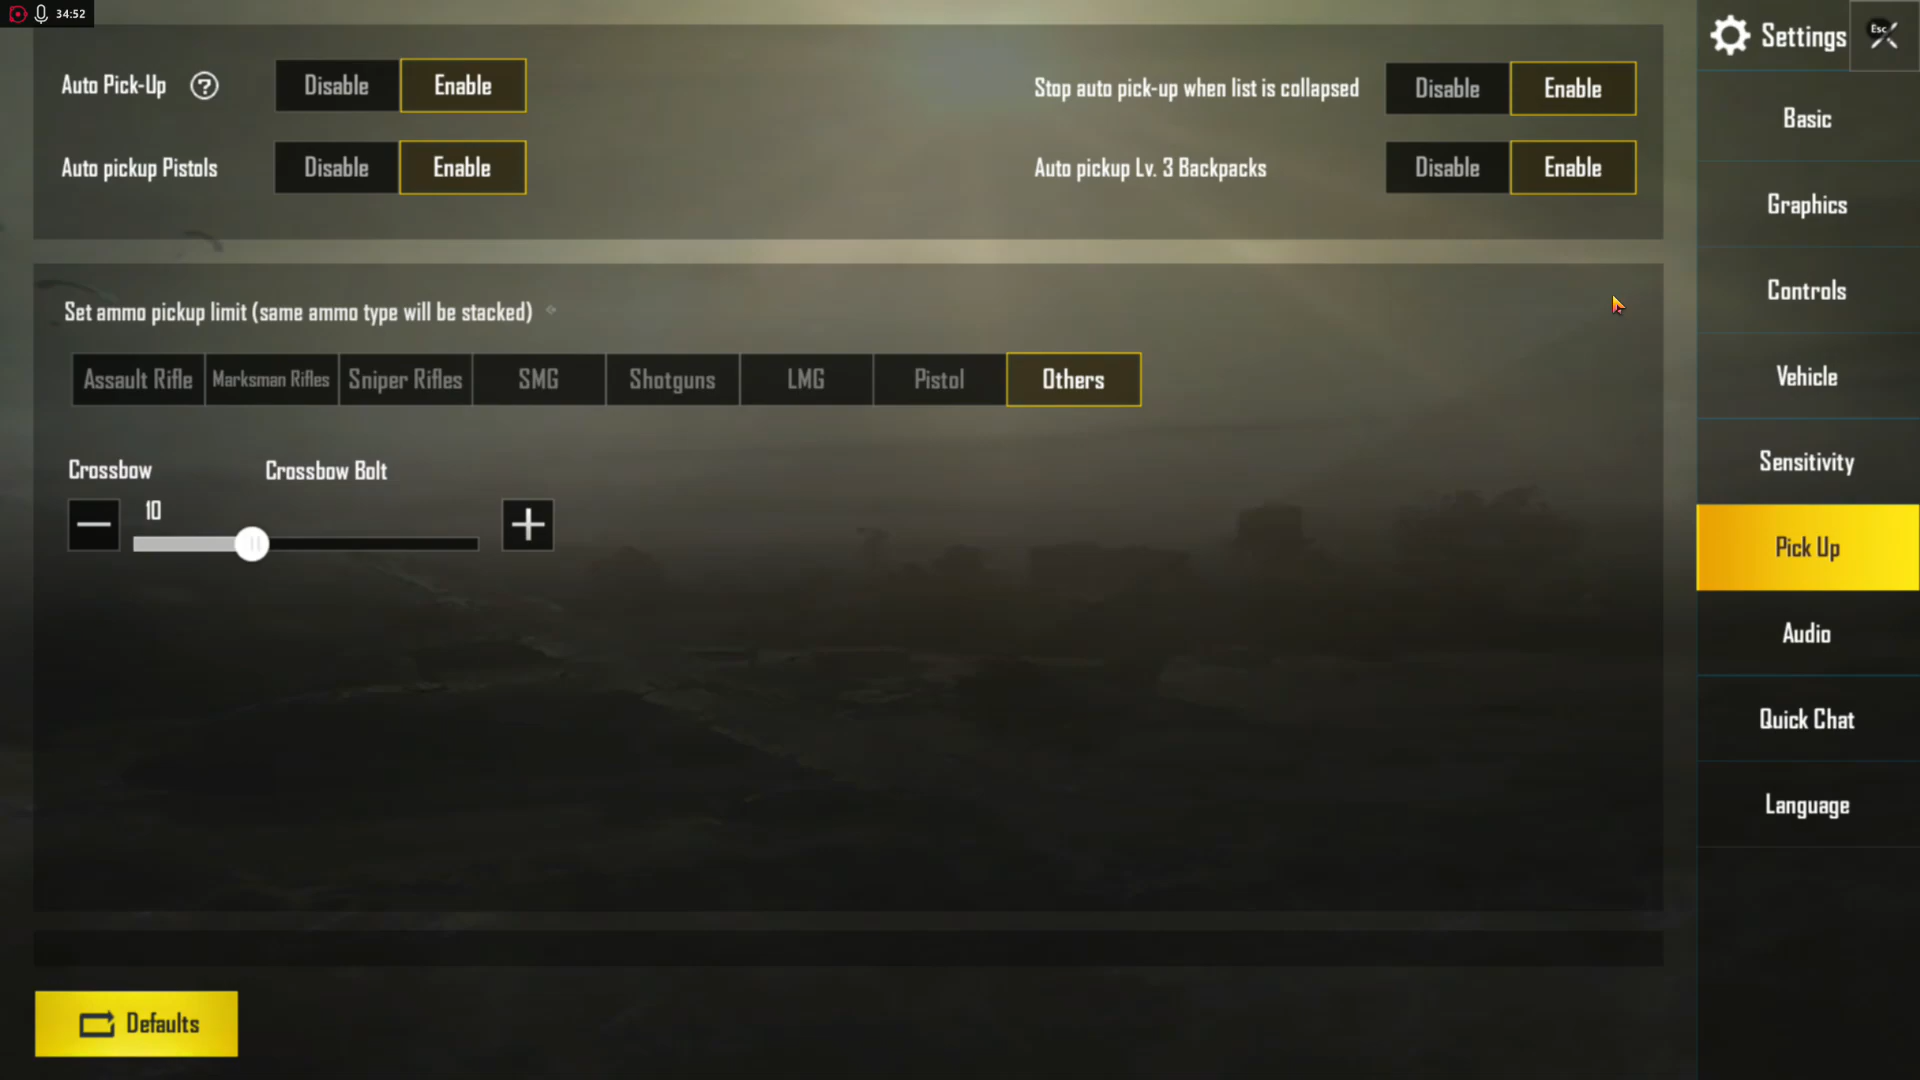 34:52
Settings
Esc
Auto Pick-Up ? Disable Enable
Stop auto pick-up when list is collapsed Disable Enable
Auto pickup Pistols Disable Enable
Auto pickup Lv. 3 Backpacks Disable Enable
Set ammo pickup limit (same ammo type will be stacked)
Assault Rifle Marksman Rifles Sniper Rifles SMG Shotguns LMG Pistol Others
Crossbow Crossbow Bolt
10
Defaults
Basic
Graphics
Controls
Vehicle
Sensitivity
Pick Up
Audio
Quick Chat
Language